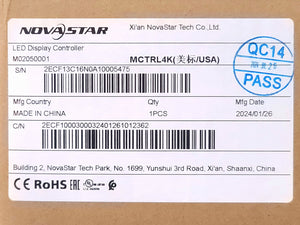 NOVASTAR
Xi'an NovaStar Tech Co.,Ltd.
LED Display Controller
M02050001
MCTRL4K(美标/USA)
S/N
2ECF13C16N0A10005475
QC14
PASS
Mfg Country
Qty
Mfg Date
MADE IN CHINA
1PCS
2024/01/26
C/N
2ECF1000300032401261012362
Building 2, NovaStar Tech Park, No. 1699, Yunshui 3rd Road, Xi'an, Shaanxi, China
CE RoHS